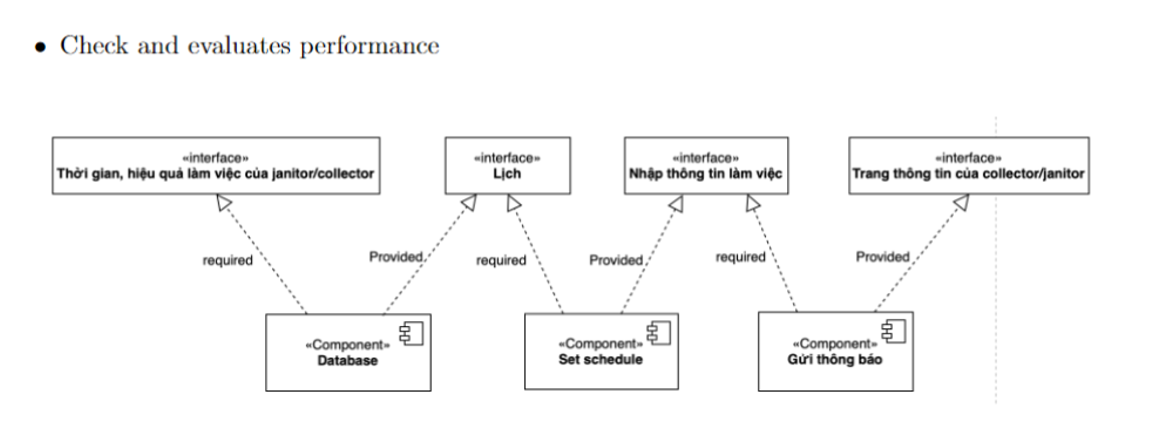 • Check and evaluates performance
«interface»
Thời gian, hiệu quả làm việc của janitor/collector
«interface»
Lịch
«interface»
Nhập thông tin làm việc
«interface»
Trang thông tin của collector/janitor
required
Provided
required
Provided
required
Provided
«Component»
Database
«Component»
Set schedule
«Component»
Gửi thông báo